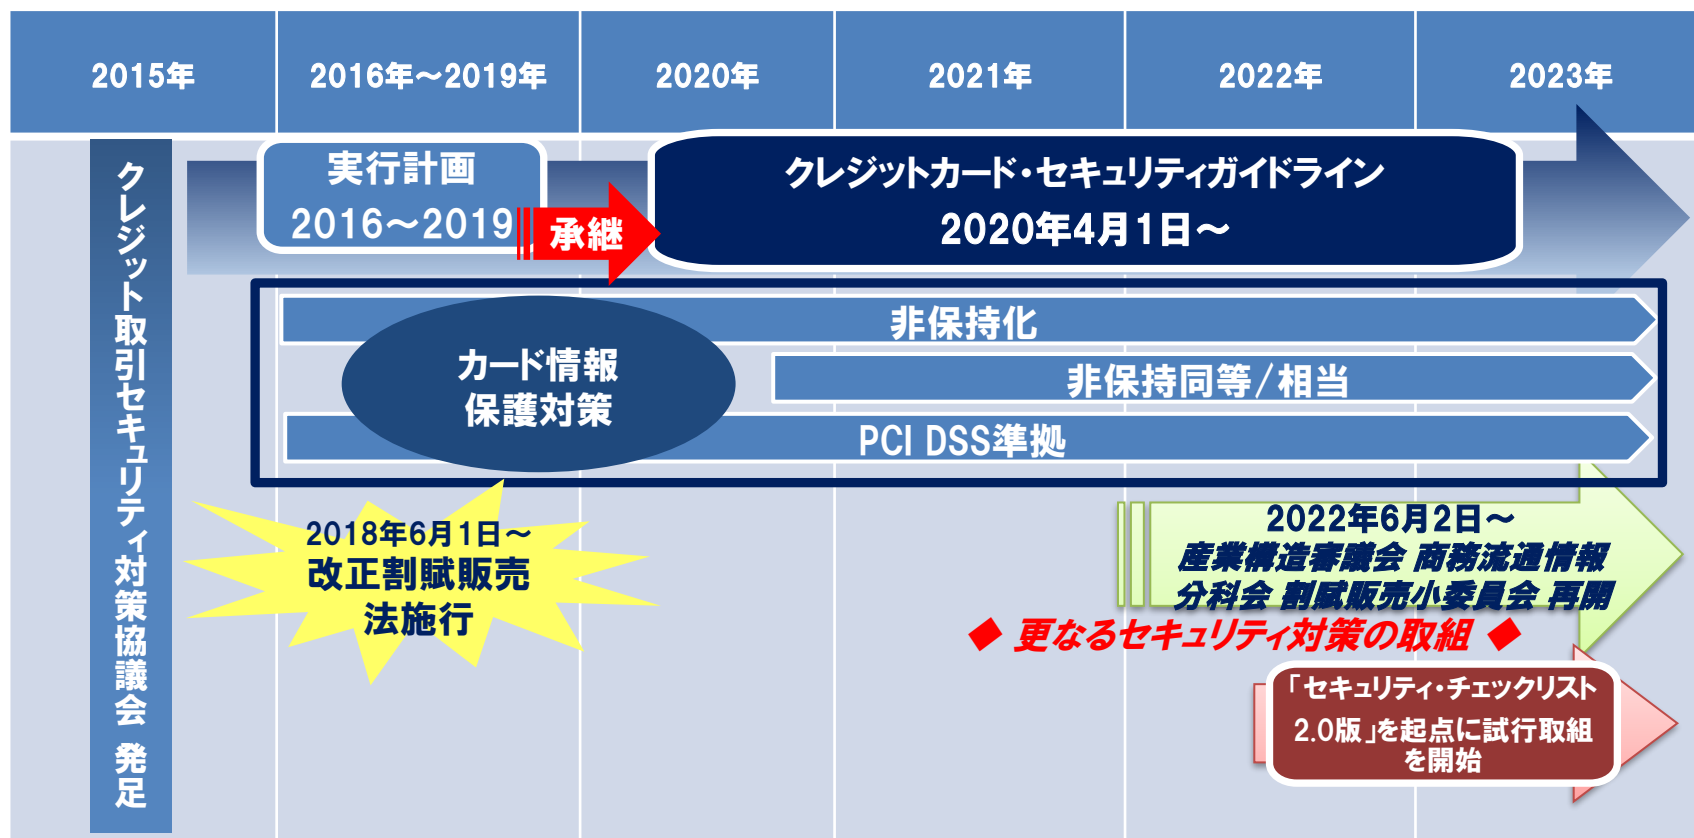 2015年
2016年～2019年
2020年
2021年
2022年
2023年
クレジット取引セキュリティ対策協議会 発足
実行計画
2016～2019
承継
クレジットカード・セキュリティガイドライン
2020年4月1日～
非保持化
カード情報
保護対策
非保持同等/相当
PCI DSS準拠
2018年6月1日～
改正割賦販売
法施行
2022年6月2日～
産業構造審議会 商務流通情報
分科会 割賦販売小委員会 再開
◆ 更なるセキュリティ対策の取組 ◆
「セキュリティ・チェックリスト
2.0版」を起点に試行取組
を開始